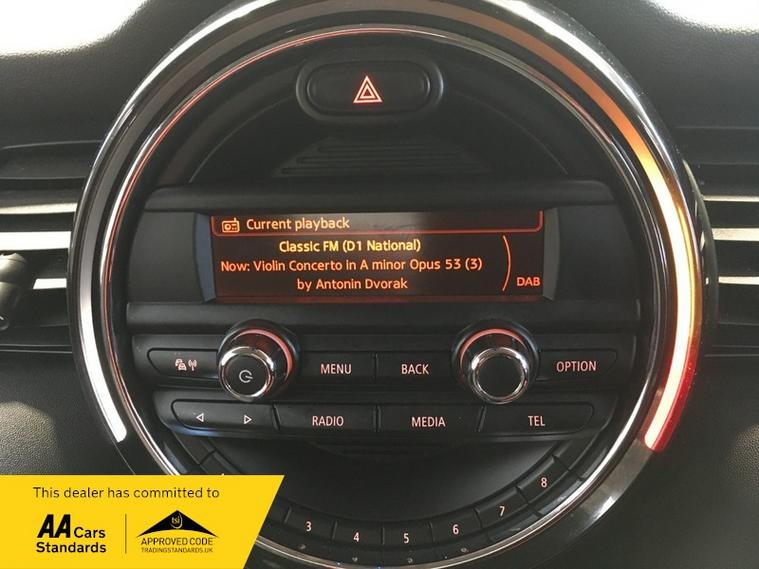 Current playback
Classic FM (D1 National)
Now: Violin Concerto in A minor Opus 53 (3)
by Antonin Dvorak
DAB
MENU
BACK
OPTION
RADIO
MEDIA
TEL
3
4
5
6
7
8
This dealer has committed to
AA Cars
Standards
tsi
APPROVED CODE
TRADINGSTANDARDS.UK